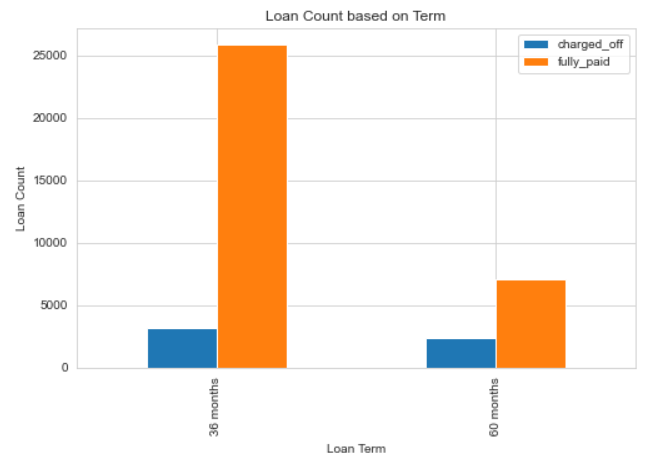 Loan Count based on Term
charged_off
fully_paid
Loan Count
25000
20000
15000
10000
5000
0
36 months
60 months
Loan Term